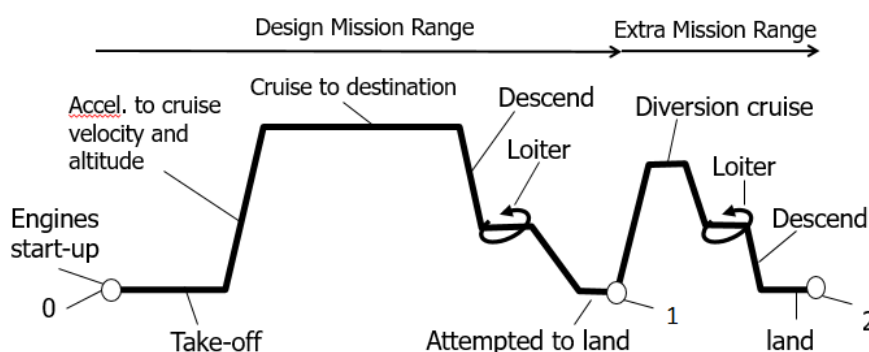 Design Mission Range
Extra Mission Range
Accel. to cruise
velocity and
altitude
Cruise to destination
Descend
Loiter
Diversion cruise
Loiter
Descend
Engines
start-up
0
Take-off
Attempted to land
1
land
2